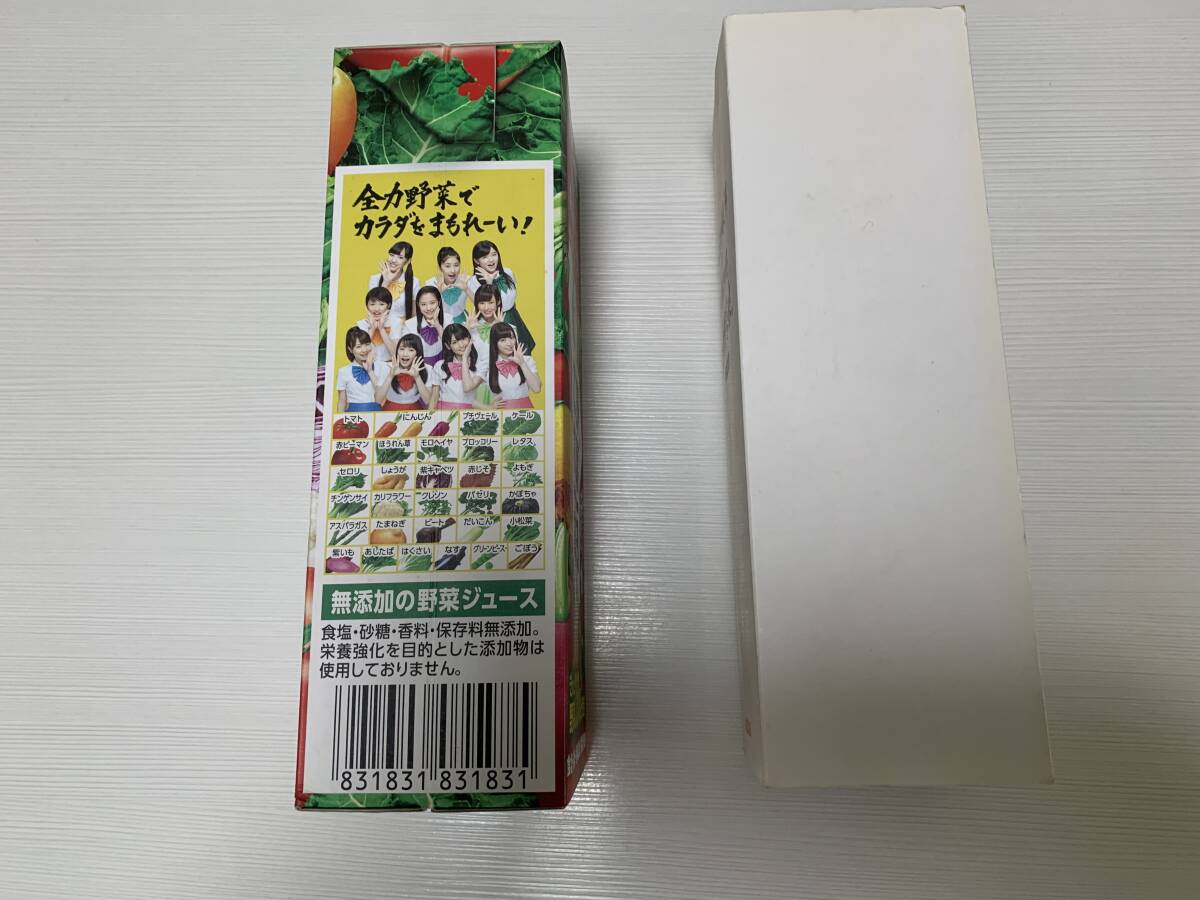 全力野菜で
カラダをまもれーい!
トマト にんじん プチヴェール ケール
赤ピーマン ほうれん草 モロヘイヤ ブロッコリー レタス
セロリ しょうが 紫キャベツ 赤じそ よもぎ
チンゲンサイ カリフラワー クレソン パセリ かぼちゃ
アスパラガス たまねぎ ビート だいこん 小松菜
紫いも あしたば はくさい なす グリーンピース ごぼう
無添加の野菜ジュース
食塩・砂糖・香料・保存料無添加。
栄養強化を目的とした添加物は
使用しておりません。
831831 831831